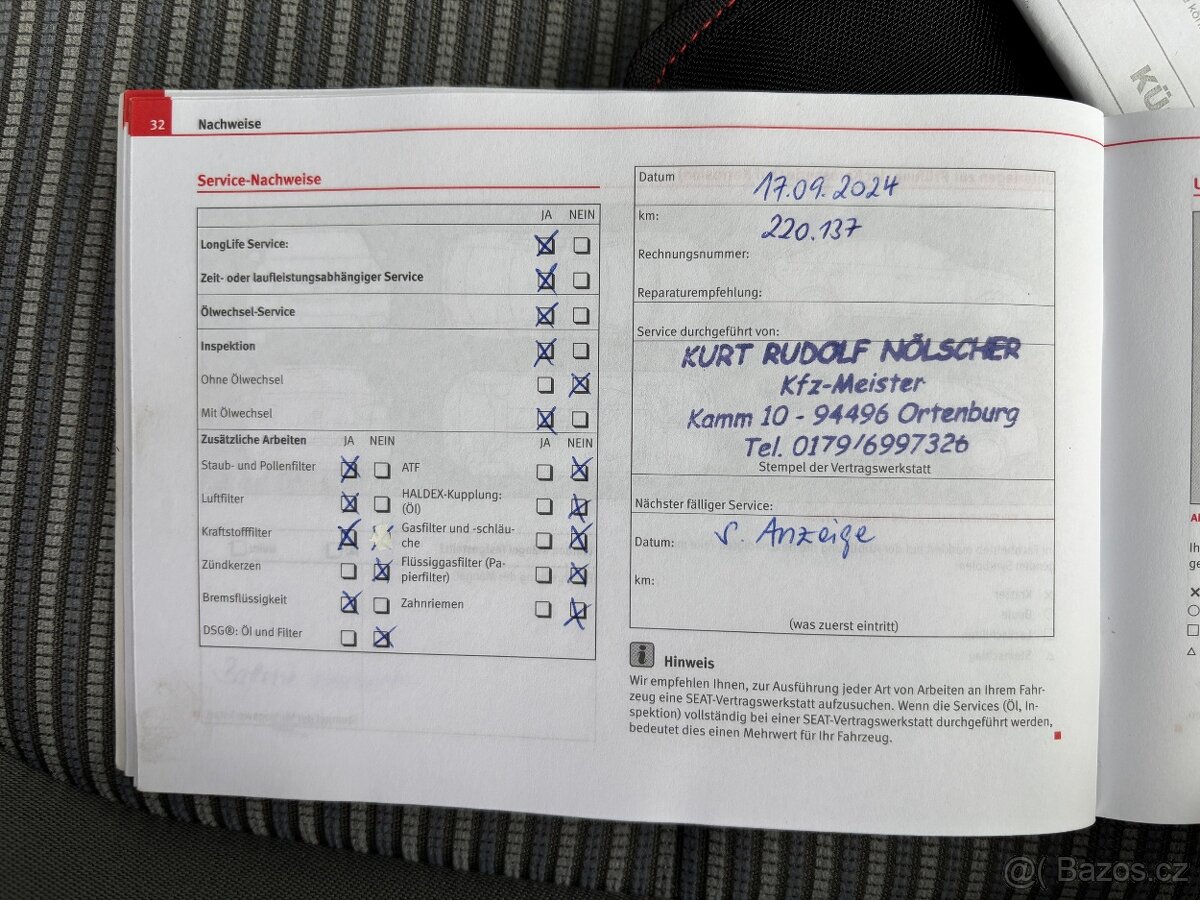 32 Nachweise
Service-Nachweise
JA NEIN
LongLife Service:
Zeit- oder laufleistungsabhängiger Service
Ölwechsel-Service
Inspektion
Ohne Ölwechsel
Mit Ölwechsel
Zusätzliche Arbeiten JA NEIN JA NEIN
Staub- und Pollenfilter ATF
Luftfilter HALDEX-Kupplung:
(Öl)
Kraftstofffilter Gasfilter und -schläu-
che
Zündkerzen Flüssiggasfilter (Pa-
pierfilter)
Bremsflüssigkeit Zahnriemen
DSG®: Öl und Filter
Datum 17.09.2024
km: 220.137
Rechnungsnummer:
Reparaturempfehlung:
Service durchgeführt von:
KURT RUDOLF NÖLSCHER
Kfz-Meister
Kamm 10 - 94496 Ortenburg
Tel. 0179/6997326
Stempel der Vertragswerkstatt
Nächster fälliger Service:
Datum: s. Anzeige
km:
(was zuerst eintritt)
Hinweis
Wir empfehlen Ihnen, zur Ausführung jeder Art von Arbeiten an Ihrem Fahr-
zeug eine SEAT-Vertragswerkstatt aufzusuchen. Wenn die Services (Öl, In-
spektion) vollständig bei einer SEAT-Vertragswerkstatt durchgeführt werden,
bedeutet dies einen Mehrwert für Ihr Fahrzeug.
KÜ
Bazos.cz